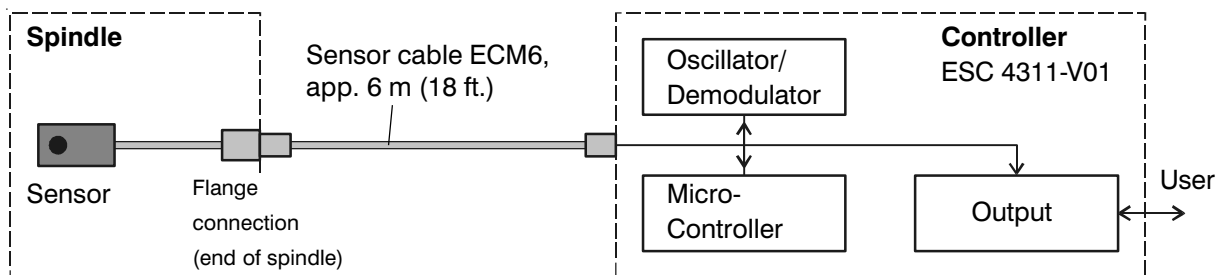 Spindle
Sensor cable ECM6,
app. 6 m (18 ft.)
Sensor
Flange
connection
(end of spindle)
Controller
ESC 4311-V01
Oscillator/
Demodulator
Micro-
Controller
Output
User